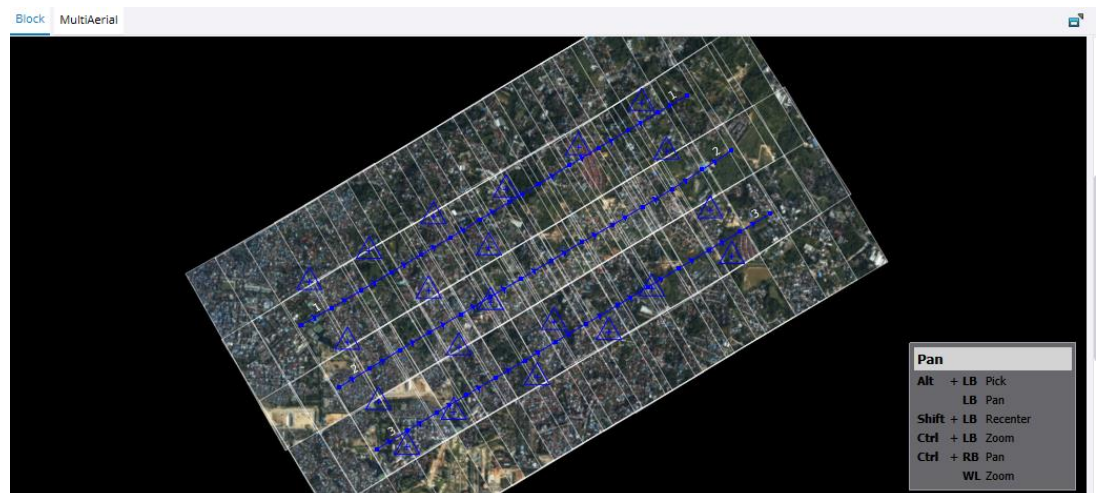 Block MultiAerial
1
2
3
1
2
3
Pan
Alt + LB Pick
LB Pan
Shift + LB Recenter
Ctrl + LB Zoom
Ctrl + RB Pan
WL Zoom